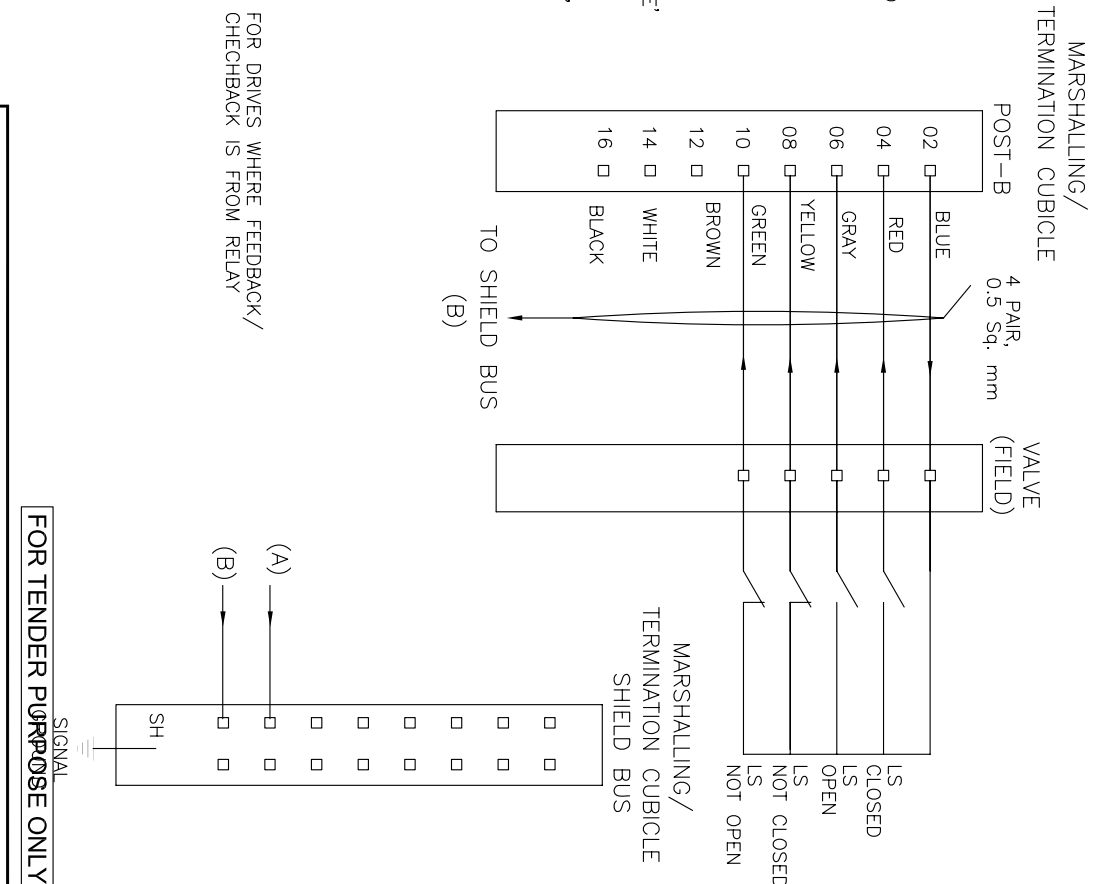 MARSHALLING/
TERMINATION CUBICLE
POST-B
02
04
06
08
10
12
14
16
BLUE
RED
GRAY
YELLOW
GREEN
BROWN
WHITE
BLACK
4 PAIR,
0.5 Sq. mm
TO SHIELD BUS
(B)
VALVE
(FIELD)
LS
CLOSED
LS
OPEN
LS
NOT CLOSED
LS
NOT OPEN
FOR DRIVES WHERE FEEDBACK/
CHECHBACK IS FROM RELAY
MARSHALLING/
TERMINATION CUBICLE
SHIELD BUS
(A)
(B)
SH
SIGNAL
FOR TENDER PURPOSE ONLY